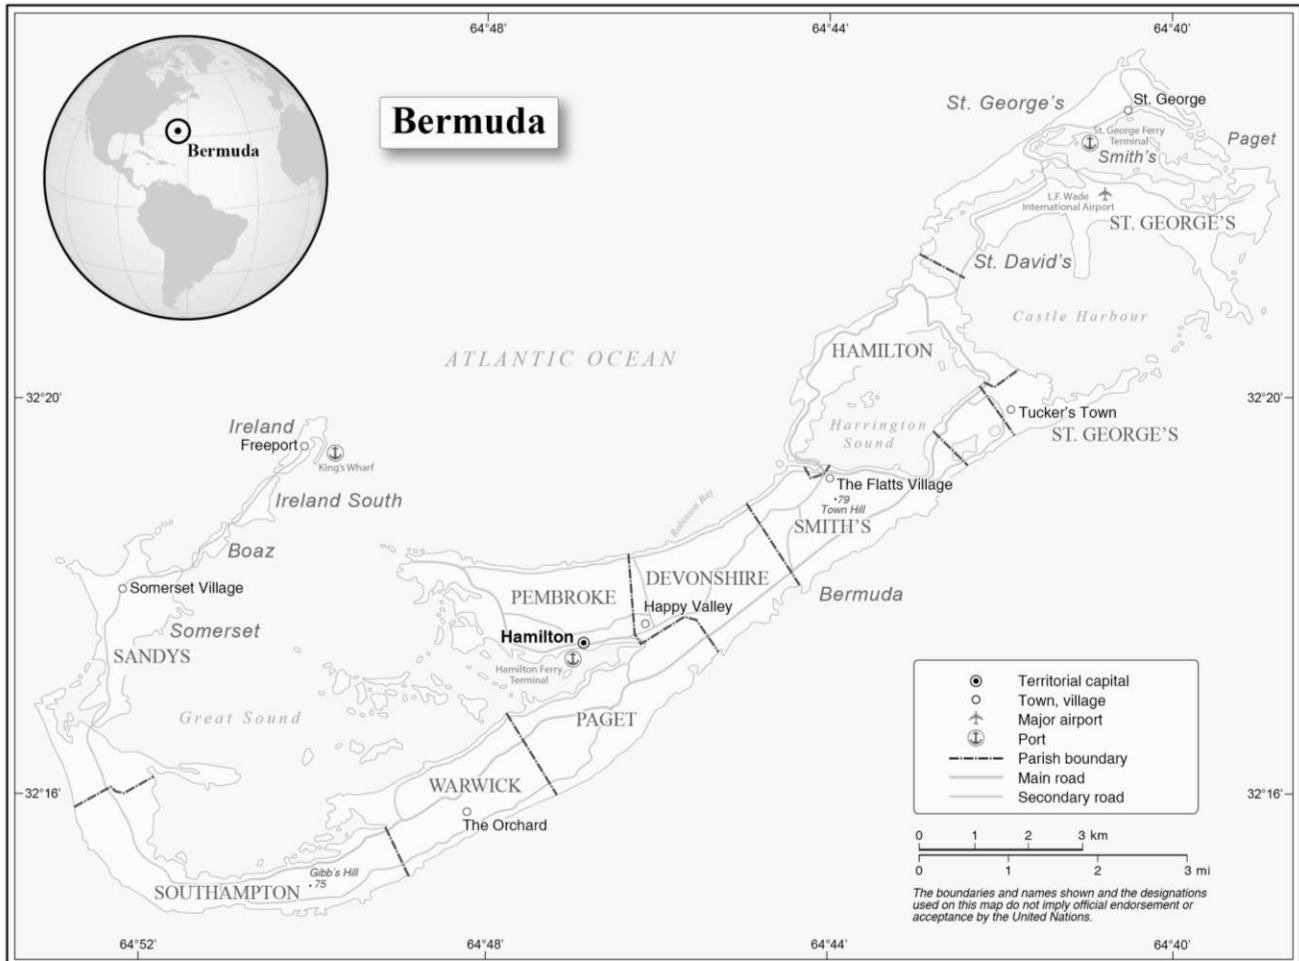 64°48'
64°44'
64°40'
Bermuda
Bermuda
St. George's
St. George
St. George Ferry
Terminal
Paget
Smith's
L.F. Wade
International Airport
ST. GEORGE'S
St. David's
Castle Harbour
HAMILTON
ATLANTIC OCEAN
32°20'
32°20'
Tucker's Town
ST. GEORGE'S
Harrington
Sound
Ireland
Freeport
King's Wharf
Ireland South
The Flatts Village
79
Town Hill
SMITH'S
Robinson Bay
Boaz
Somerset Village
DEVONSHIRE
PEMBROKE
Happy Valley
Bermuda
Somerset
SANDYS
Hamilton
Hamilton Ferry
Terminal
Great Sound
PAGET
WARWICK
The Orchard
32°16'
32°16'
Gibb's Hill
75
SOUTHAMPTON
Territorial capital
Town, village
Major airport
Port
Parish boundary
Main road
Secondary road
0 1 2 3 km
0 1 2 3 mi
The boundaries and names shown and the designations
used on this map do not imply official endorsement or
acceptance by the United Nations.
64°52'
64°48'
64°44'
64°40'